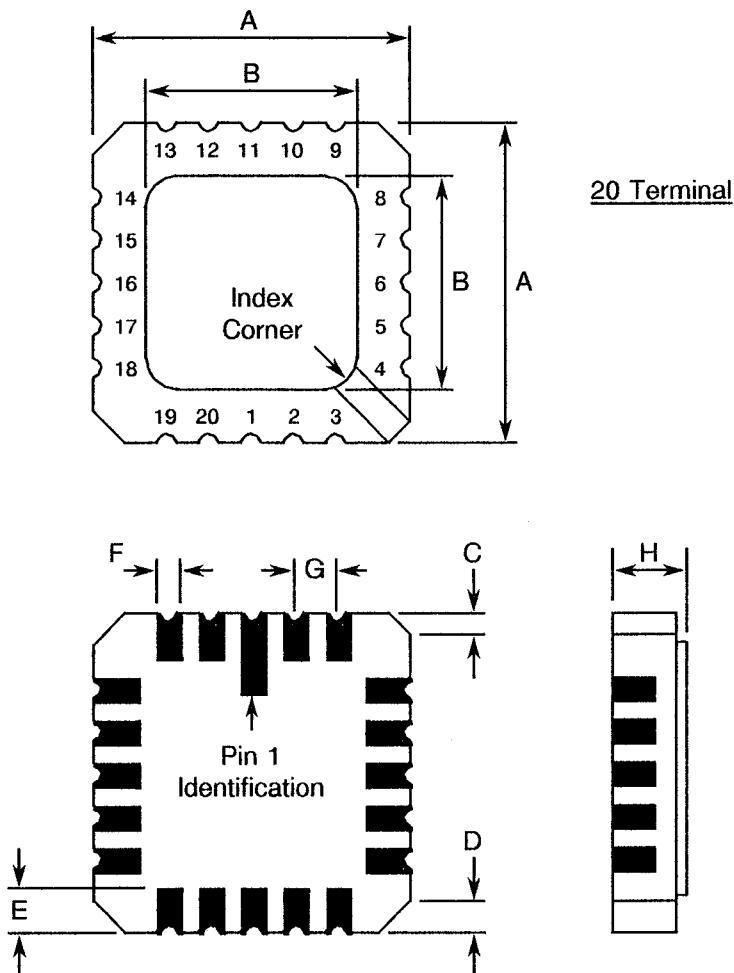 A
B
13 12 11 10 9
14
15
16
17
18
8
7
6
5
4
B
A
20 Terminal
Index
Corner
19 20 1 2 3
F
G
C
H
Pin 1
Identification
D
E